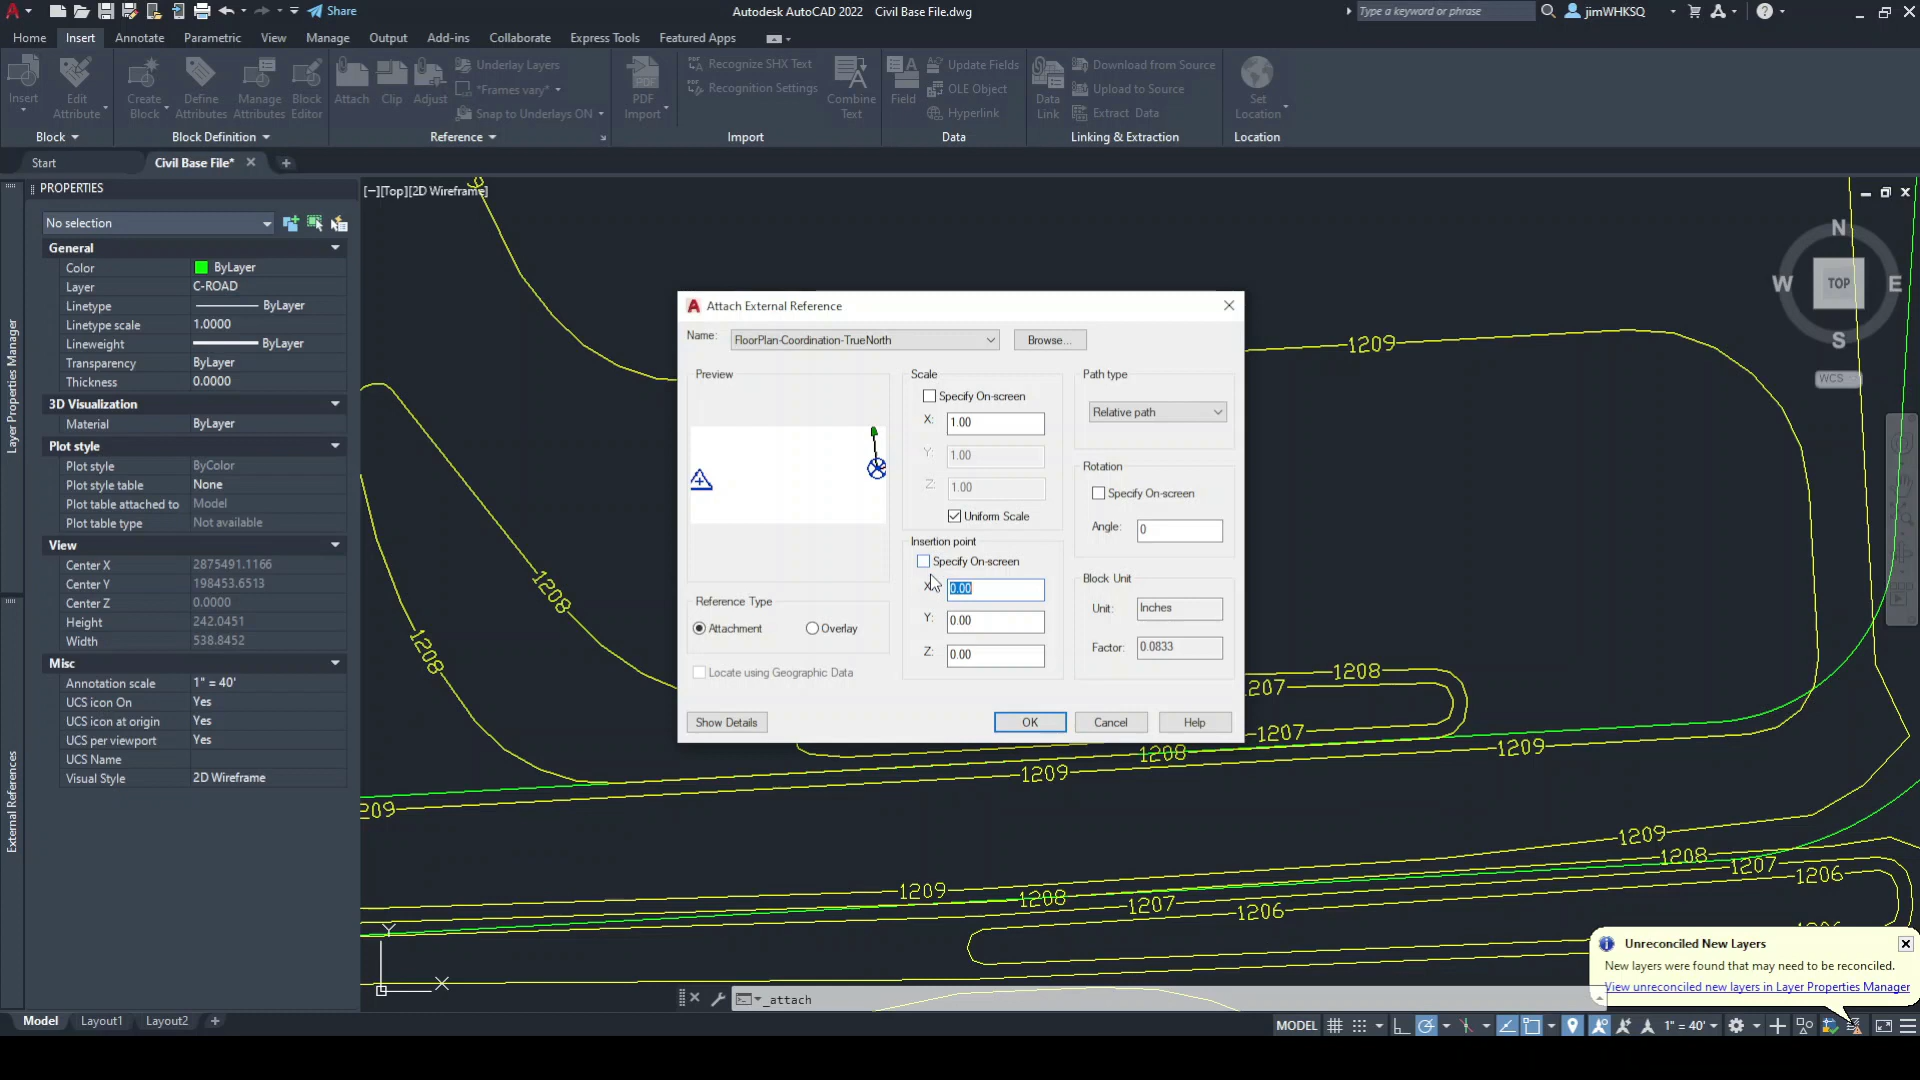 Share
Autodesk AutoCAD 2022 Civil Base File.dwg
Type a keyword or phrase
jimWHKSQ
Home Insert Annotate Parametric View Manage Output Add-ins Collaborate Express Tools Featured Apps
Insert
Edit Attribute
Create Block
Define Attributes
Manage Attributes
Block Editor
Attach
Clip
Adjust
Underlay Layers
*Frames vary*
Snap to Underlays ON
PDF Import
Recognize SHX Text
Recognition Settings
Combine Text
Field
Update Fields
OLE Object
Hyperlink
Data Link
Download from Source
Upload to Source
Extract Data
Set Location
Block Block Definition Reference Import Data Linking & Extraction Location
Start Civil Base File*
PROPERTIES
[−][Top][2D Wireframe]
No selection
General
Color ByLayer
Layer C-ROAD
Linetype ByLayer
Linetype scale 1.0000
Lineweight ByLayer
Transparency ByLayer
Thickness 0.0000
3D Visualization
Material ByLayer
Plot style
Plot style ByColor
Plot style table None
Plot table attached to Model
Plot table type Not available
View
Center X 2875491.1166
Center Y 198453.6513
Center Z 0.0000
Height 242.0451
Width 538.8452
Misc
Annotation scale 1" = 40'
UCS icon On Yes
UCS icon at origin Yes
UCS per viewport Yes
UCS Name
Visual Style 2D Wireframe
Layer Properties Manager
External References
N
W TOP E
S
WCS
Attach External Reference
Name: FloorPlan-Coordination-TrueNorth Browse...
Preview
Scale
Specify On-screen
X: 1.00
Y: 1.00
Z: 1.00
Uniform Scale
Path type
Relative path
Rotation
Specify On-screen
Angle: 0
Insertion point
Specify On-screen
X: 0.00
Y: 0.00
Z: 0.00
Block Unit
Unit: Inches
Factor: 0.0833
Reference Type
Attachment Overlay
Locate using Geographic Data
Show Details OK Cancel Help
1209
1208
1208
1208
207
1207
1208
1209
1209
209
1209
1208
1207
1206
1209
1208
1207
1206
Y
X
_attach
Unreconciled New Layers
New layers were found that may need to be reconciled.
View unreconciled new layers in Layer Properties Manager
Model Layout1 Layout2
MODEL
1" = 40'